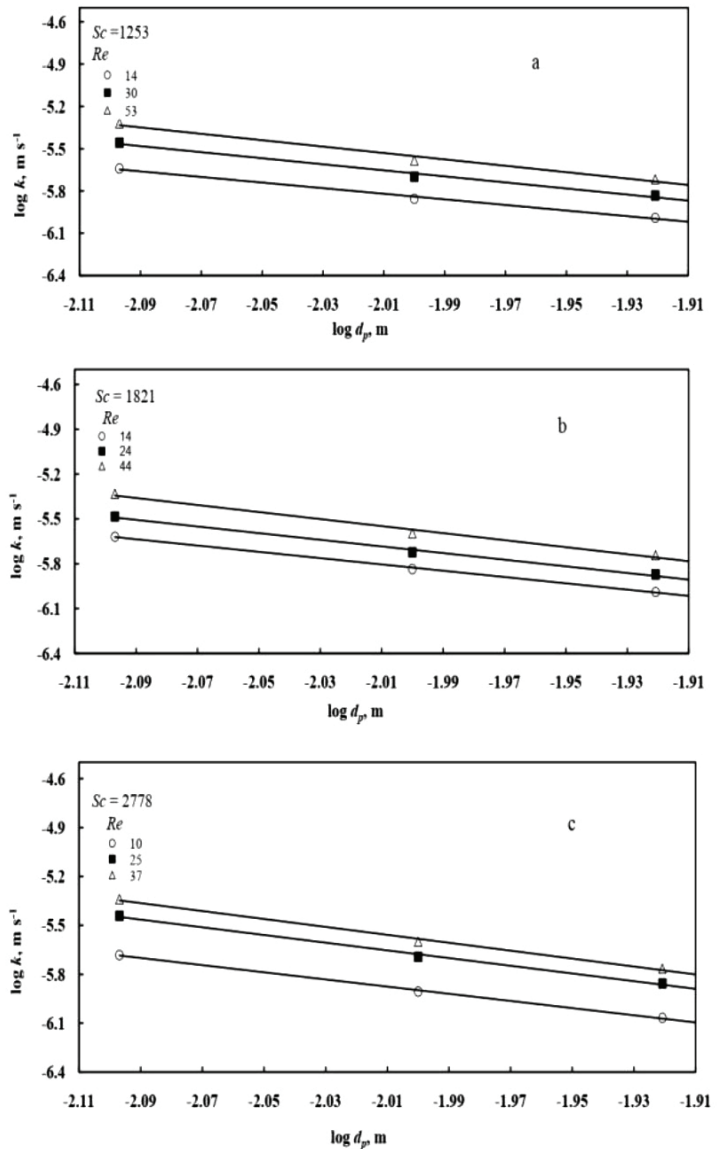 -4.6
Sc =1253
Re
a
-4.9
14
30
53
-5.2
-5.5
-5.8
-6.1
-6.4
log k, m s-1
-2.11 -2.09 -2.07 -2.05 -2.03 -2.01 -1.99 -1.97 -1.95 -1.93 -1.91
log dp, m
-4.6
Sc = 1821
Re
b
-4.9
14
24
44
-5.2
-5.5
-5.8
-6.1
-6.4
log k, m s-1
-2.11 -2.09 -2.07 -2.05 -2.03 -2.01 -1.99 -1.97 -1.95 -1.93 -1.91
log dp, m
-4.6
Sc = 2778
Re
c
-4.9
10
25
37
-5.2
-5.5
-5.8
-6.1
-6.4
log k, m s-1
-2.11 -2.09 -2.07 -2.05 -2.03 -2.01 -1.99 -1.97 -1.95 -1.93 -1.91
log dp, m